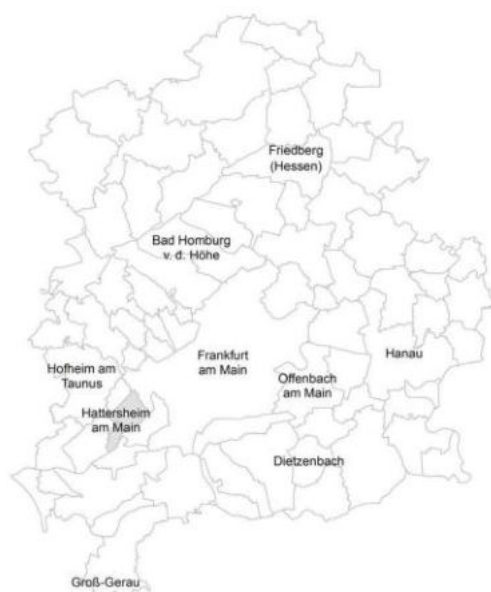 Friedberg
(Hessen)
Bad Homburg
v. d. Höhe
Frankfurt
am Main
Hanau
Hofheim am
Taunus
Offenbach
am Main
Hattersheim
am Main
Dietzenbach
Groß-Gerau